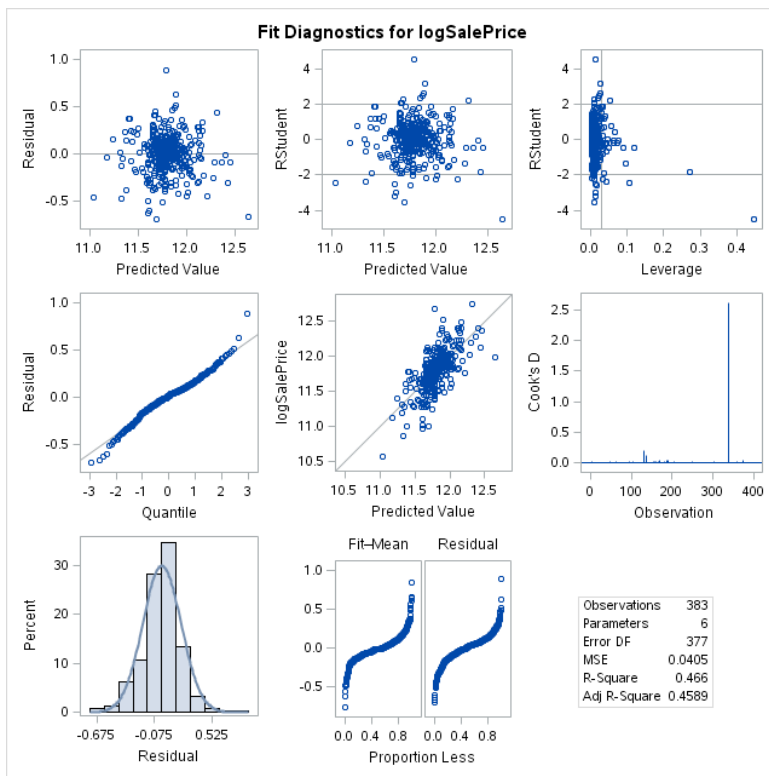 Fit Diagnostics for logSalePrice
1.0
0.5
0.0
-0.5
Residual
11.0 11.5 12.0 12.5
Predicted Value
4
2
0
-2
-4
RStudent
11.0 11.5 12.0 12.5
Predicted Value
4
2
0
-2
-4
RStudent
0.0 0.1 0.2 0.3 0.4
Leverage
1.0
0.5
0.0
-0.5
Residual
-3 -2 -1 0 1 2 3
Quantile
12.5
12.0
11.5
11.0
10.5
logSalePrice
10.5 11.0 11.5 12.0 12.5
Predicted Value
2.5
2.0
1.5
1.0
0.5
0.0
Cook's D
0 100 200 300 400
Observation
30
20
10
0
Percent
-0.675 -0.075 0.525
Residual
Fit–Mean Residual
1.0
0.5
0.0
-0.5
0.0 0.4 0.8 0.0 0.4 0.8
Proportion Less
Observations 383
Parameters 6
Error DF 377
MSE 0.0405
R-Square 0.466
Adj R-Square 0.4589